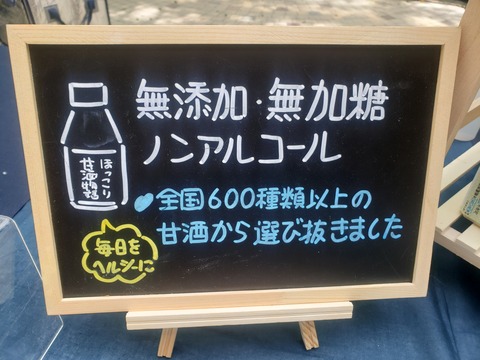 無添加・無加糖
ノンアルコール
ほっこり
甘酒物語
全国600種類以上の
甘酒から選び抜きました
毎日を
ヘルシーに